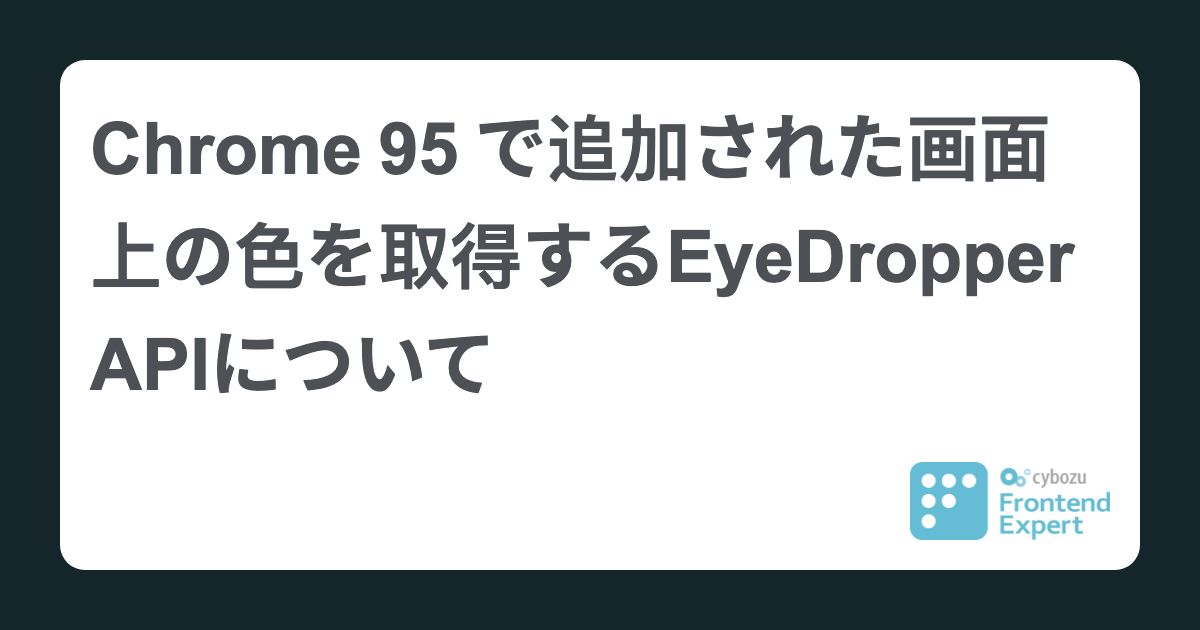 Chrome 95 で追加された画面
上の色を取得するEyeDropper
APIについて
cybozu
Frontend
Expert